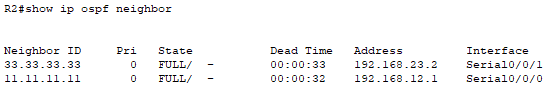 R2#show ip ospf neighbor
Neighbor ID     Pri   State           Dead Time   Address         Interface
33.33.33.33       0   FULL/  -        00:00:33    192.168.23.2    Serial0/0/1
11.11.11.11       0   FULL/  -        00:00:32    192.168.12.1    Serial0/0/0